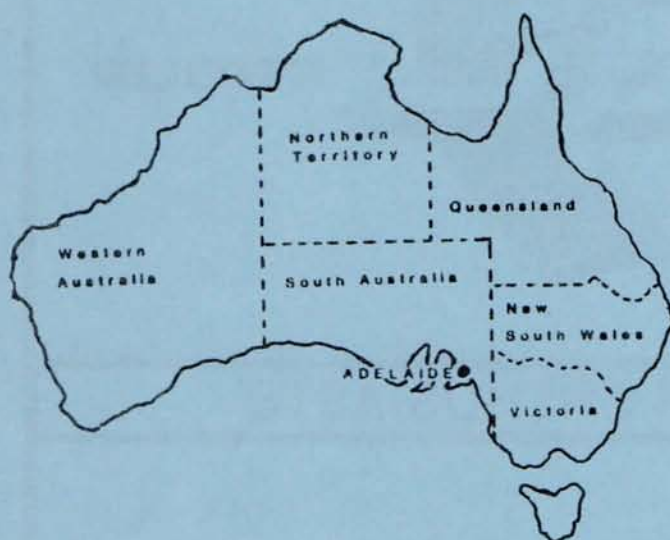 Northern
Territory
Queensland
Western
Australia
South Australia
New
South Wales
ADELAIDE
Victoria